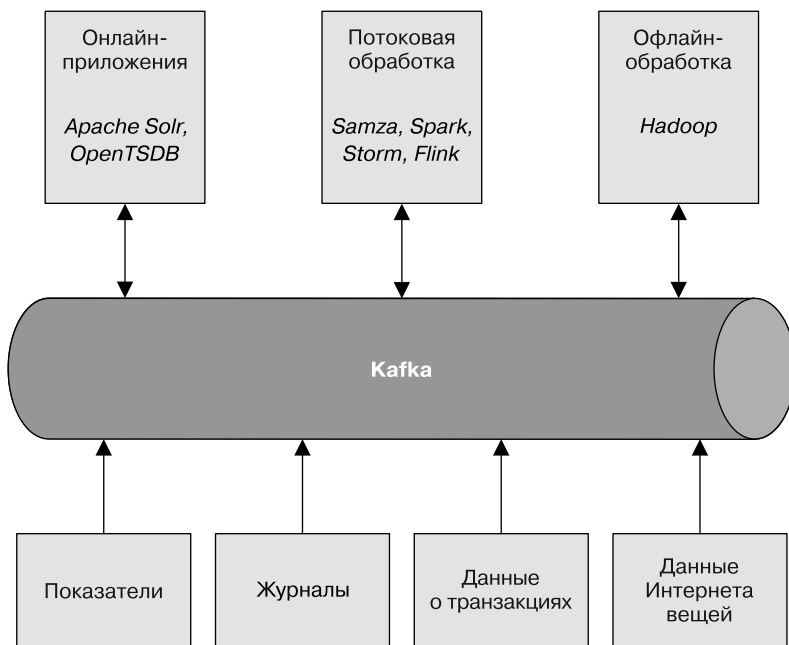 Онлайн-
приложения
Apache Solr,
OpenTSDB
Потоковая
обработка
Samza, Spark,
Storm, Flink
Офлайн-
обработка
Hadoop
Kafka
Показатели
Журналы
Данные
о транзакциях
Данные
Интернета
вещей